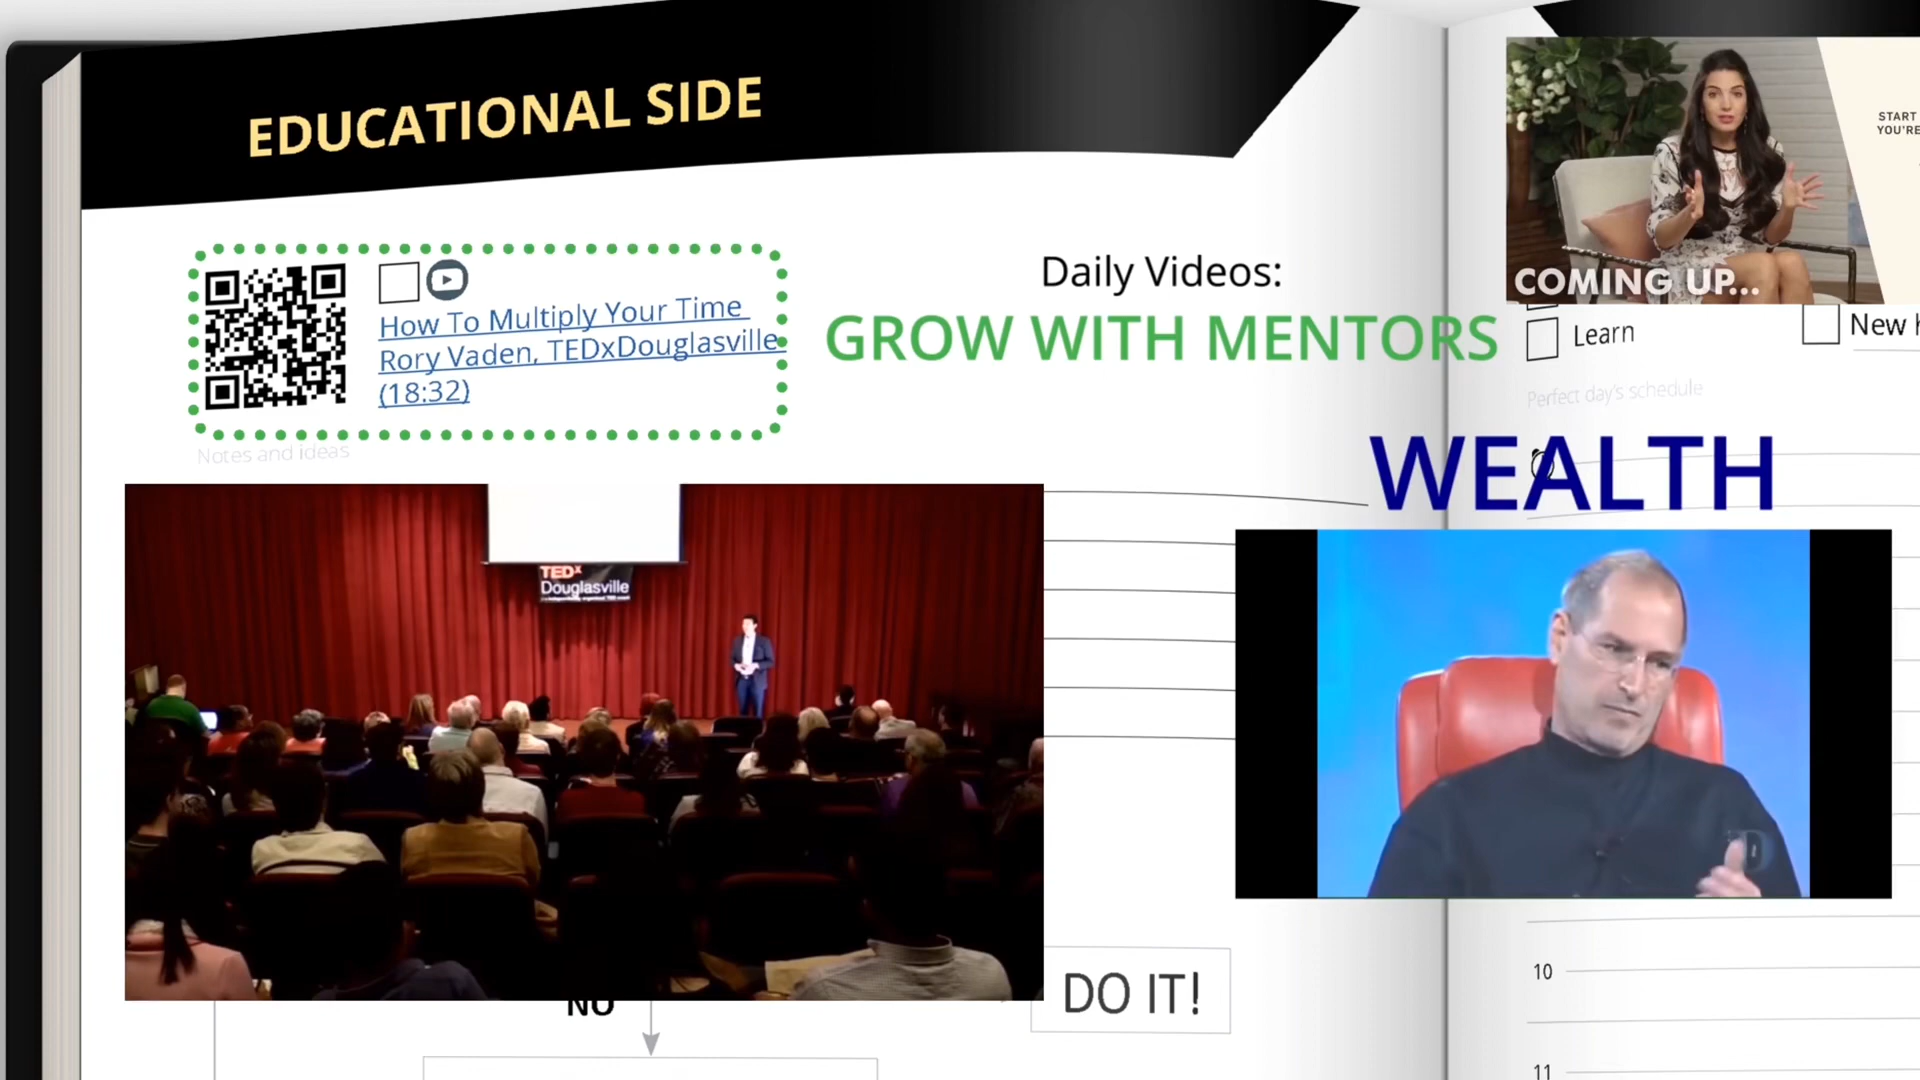 EDUCATIONAL SIDE
How To Multiply Your Time
Rory Vaden, TEDxDouglasville
(18:32)
Notes and ideas
Daily Videos:
GROW WITH MENTORS
START
YOU'RE
COMING UP...
Learn
New
Perfect day's schedule
WEALTH
TEDx
Douglasville
NO
DO IT!
10
11